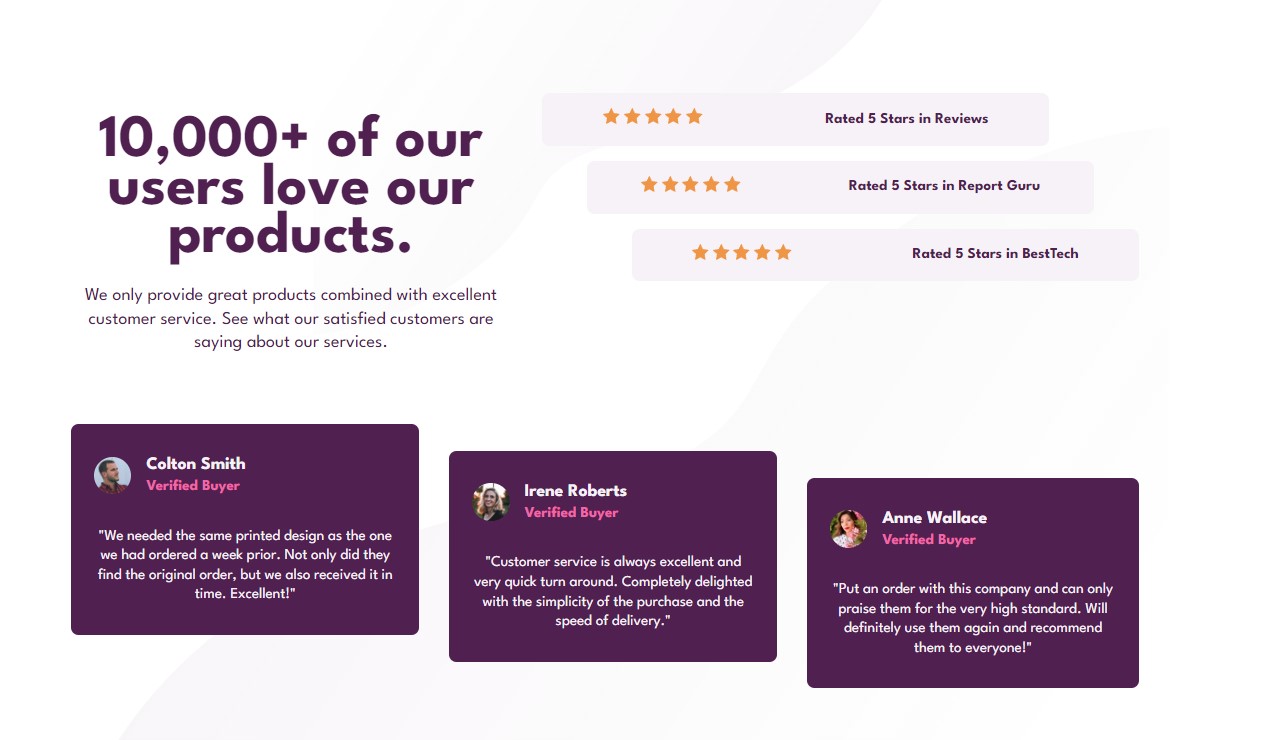 10,000+ of our
users love our
products.
We only provide great products combined with excellent
customer service. See what our satisfied customers are
saying about our services.
Rated 5 Stars in Reviews
Rated 5 Stars in Report Guru
Rated 5 Stars in BestTech
Colton Smith
Verified Buyer
"We needed the same printed design as the one
we had ordered a week prior. Not only did they
find the original order, but we also received it in
time. Excellent!"
Irene Roberts
Verified Buyer
"Customer service is always excellent and
very quick turn around. Completely delighted
with the simplicity of the purchase and the
speed of delivery."
Anne Wallace
Verified Buyer
"Put an order with this company and can only
praise them for the very high standard. Will
definitely use them again and recommend
them to everyone!"